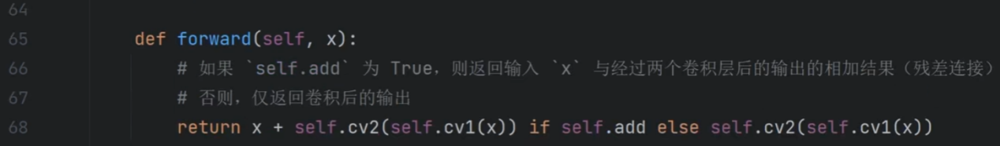 64
65 def forward(self, x):
66 # 如果 `self.add` 为 True，则返回输入 `x` 与经过两个卷积层后的输出的相加结果（残差连接）
67 # 否则，仅返回卷积后的输出
68 return x + self.cv2(self.cv1(x)) if self.add else self.cv2(self.cv1(x))